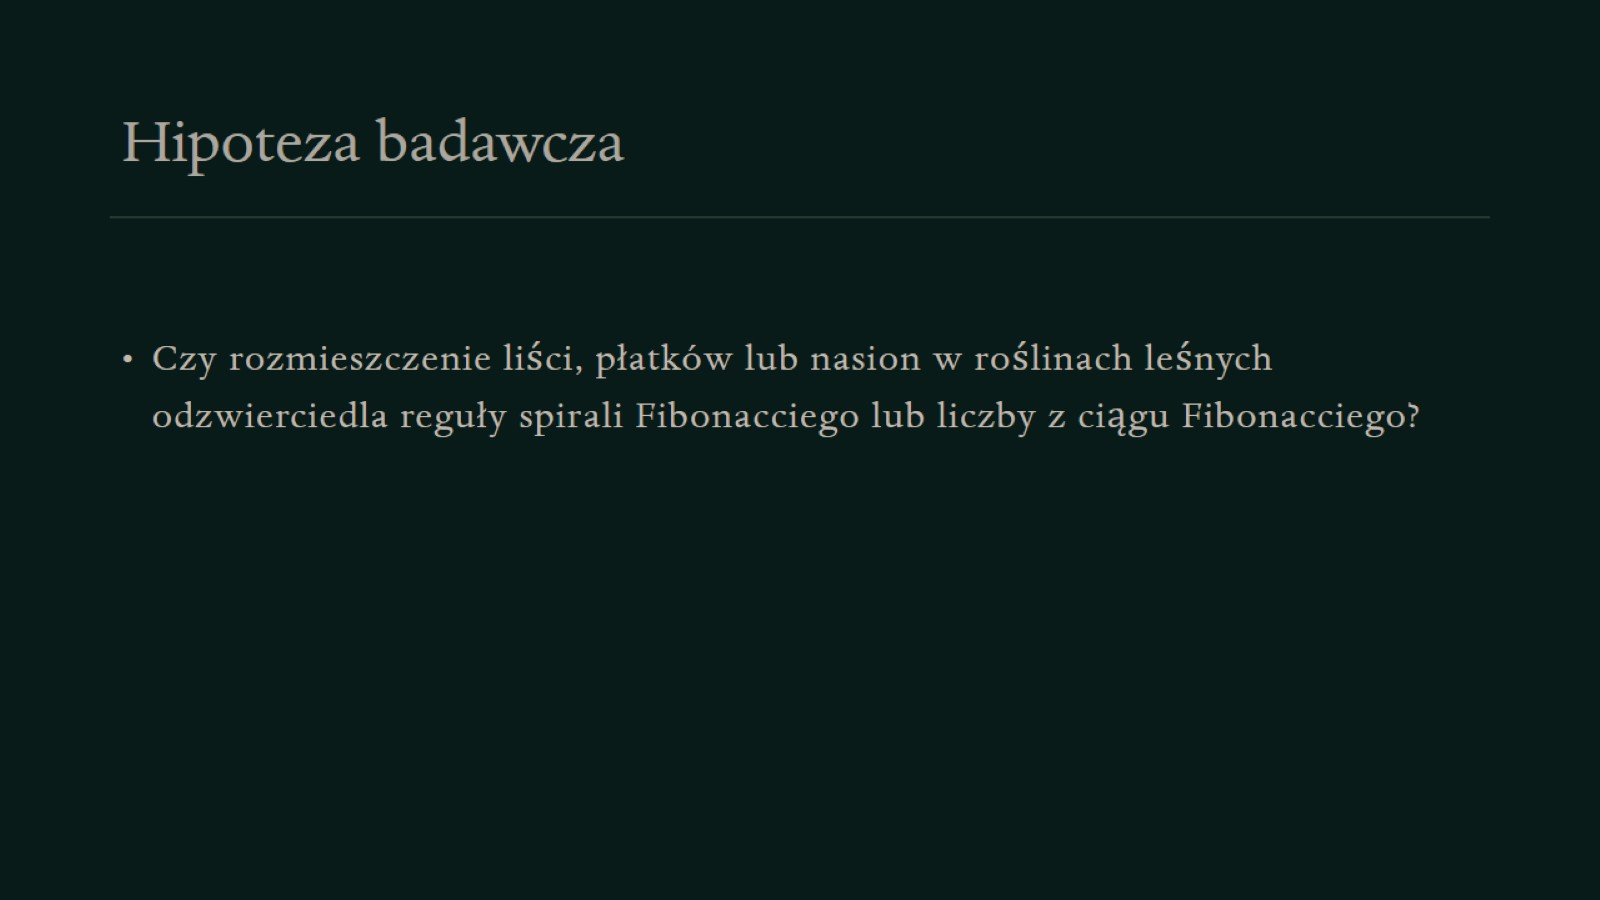 Hipoteza badawcza
• Czy rozmieszczenie liści, płatków lub nasion w roślinach leśnych
odzwierciedla reguły spirali Fibonacciego lub liczby z ciągu Fibonacciego?